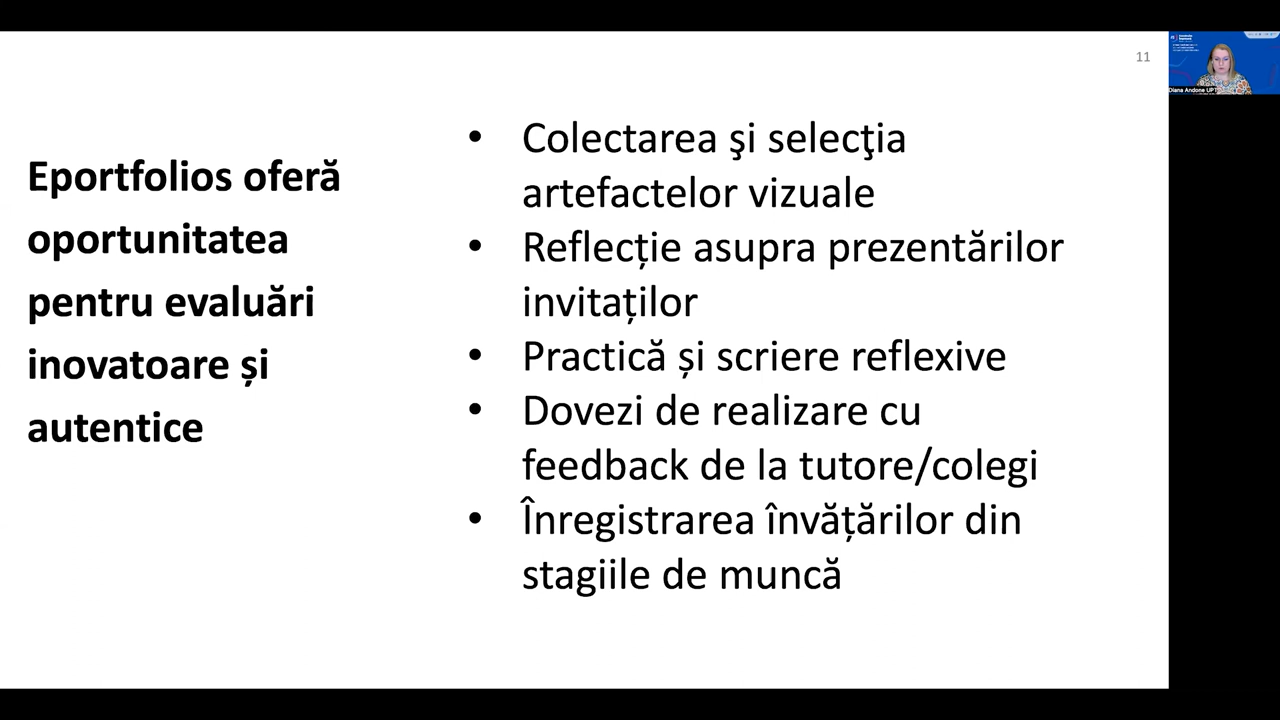 11
Eportfolios oferă
oportunitatea
pentru evaluări
inovatoare și
autentice
• Colectarea şi selecţia
artefactelor vizuale
• Reflecție asupra prezentărilor
invitaților
• Practică și scriere reflexive
• Dovezi de realizare cu
feedback de la tutore/colegi
• Înregistrarea învățărilor din
stagiile de muncă
Diana Andone UPT